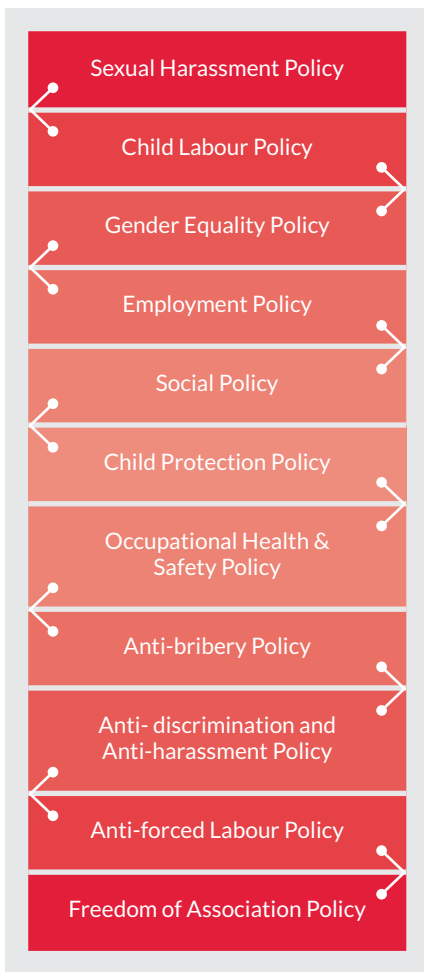 Sexual Harassment Policy
Child Labour Policy
Gender Equality Policy
Employment Policy
Social Policy
Child Protection Policy
Occupational Health &
Safety Policy
Anti-bribery Policy
Anti- discrimination and
Anti-harassment Policy
Anti-forced Labour Policy
Freedom of Association Policy